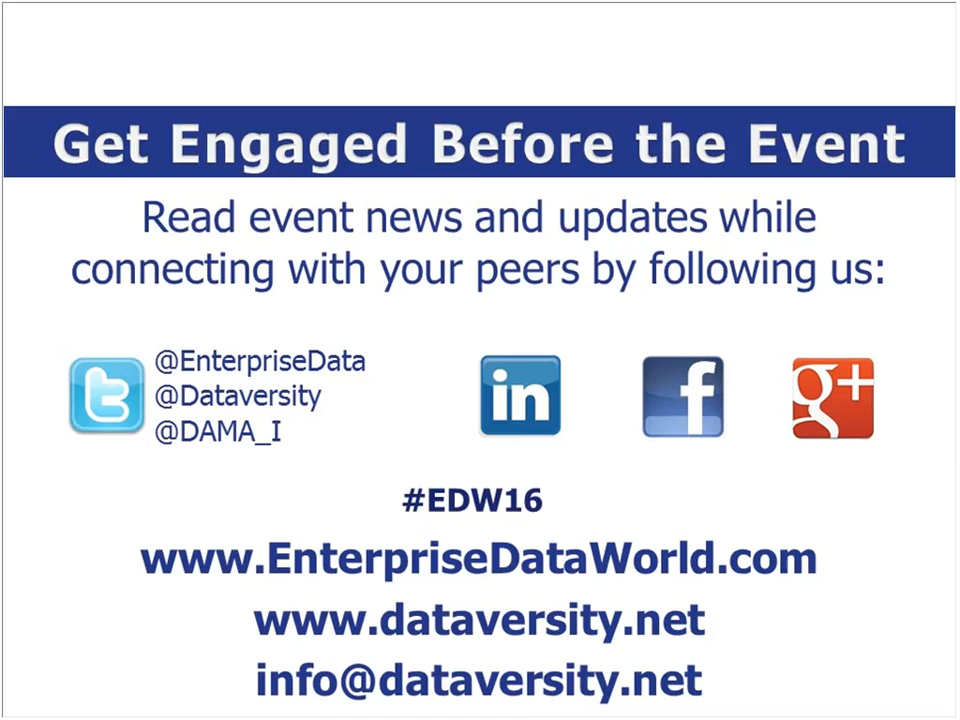 Get Engaged Before the Event
Read event news and updates while
connecting with your peers by following us:
@EnterpriseData
@Dataversity
@DAMA_I
in
f
g+
#EDW16
www.EnterpriseDataWorld.com
www.dataversity.net
info@dataversity.net